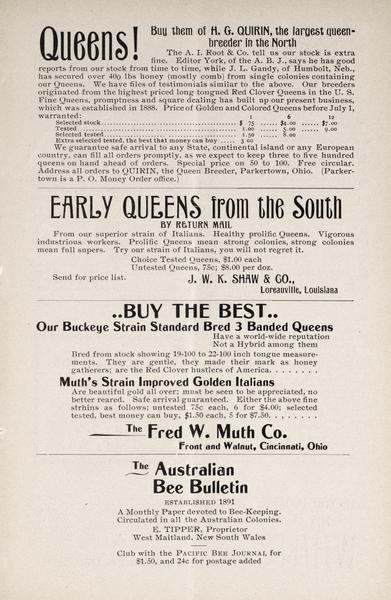 Queens!
Buy them of H. G. QUIRIN, the largest queen-
breeder in the North
The A. I. Root & Co. tell us our stock is extra
fine. Editor York, of the A. B. J., says he has good
reports from our stock from time to time, while J. L. Gandy, of Humbolt, Neb.,
has secured over 400 lbs honey (mostly comb) from single colonies containing
our Queens. We have files of testimonials similar to the above. Our breeders
originated from the highest priced long tongued Red Clover Queens in the U. S.
Fine Queens, promptness and square dealing has built up our present business,
which was established in 1888. Price of Golden and Colored Queens before July 1,
warranted: 1 6 12
Selected stock $ 75 $4.00 $7.00
Tested 1.00 5.00 9.00
Selected tested 1.50 8.00
Extra selected tested, the best that money can buy 3 00
We guarantee safe arrival to any State, continental island or any European
country, can fill all orders promptly, as we expect to keep three to five hundred
queens on hand ahead of orders. Special price on 50 to 100. Free circular.
Address all orders to QUIRIN, the Queen Breeder, Parkertown, Ohio. (Parker-
town is a P. O. Money Order office.)
EARLY QUEENS from the South
BY RETURN MAIL
From our superior strain of Italians. Healthy prolific Queens. Vigorous
industrious workers. Prolific Queens mean strong colonies, strong colonies
mean full supers. Try our strain of Italians, you will not regret it.
Choice Tested Queens, $1.00 each
Untested Queens, 75c; $8.00 per doz.
Send for price list. J. W. K. SHAW & CO.,
Loreauville, Louisiana
..BUY THE BEST..
Our Buckeye Strain Standard Bred 3 Banded Queens
Have a world-wide reputation
Not a Hybrid among them
Bred from stock showing 19-100 to 22-100 inch tongue measure-
ments. They are gentle, they made their mark as honey
gatherers; are the Red Clover hustlers of America. . . . . . . .
Muth's Strain Improved Golden Italians
Are beautiful gold all over; must be seen to be appreciated, no
better reared. Safe arrival guaranteed. Either the above fine
strhins as follows; untested 75c each, 6 for $4.00; selected
tested, best money can buy, $1.50 each, 5 for $7.50. . . . . . .
The Fred W. Muth Co.
Front and Walnut, Cincinnati, Ohio
The Australian
Bee Bulletin
ESTABLISHED 1891
A Monthly Paper devoted to Bee-Keeping.
Circulated in all the Australian Colonies.
E. TIPPER, Proprietor
West Maitland, New South Wales
Club with the PACIFIC BEE JOURNAL for
$1.50, and 24c for postage added